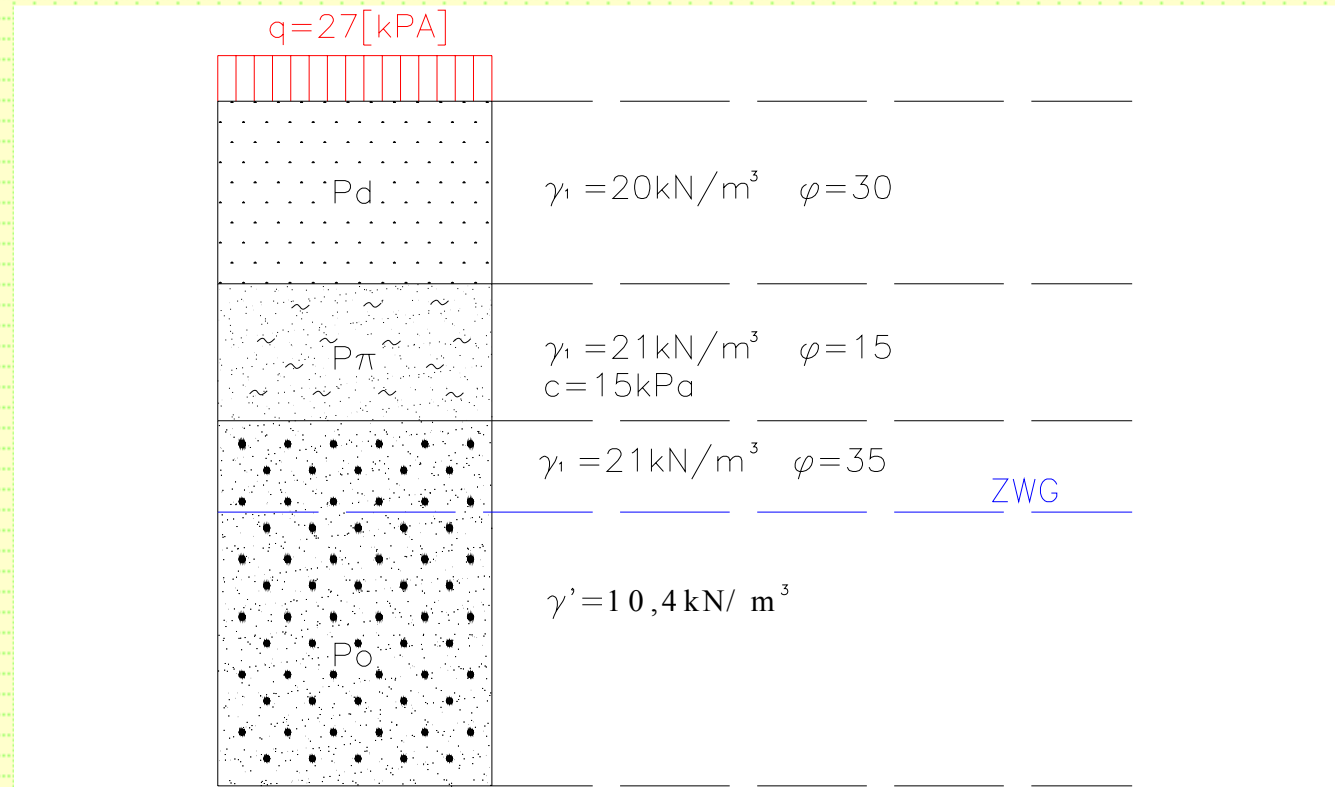 q=27[kPA]
Pd
γ₁ =20kN/m³ φ=30
Pπ
γ₁ =21kN/m³ φ=15
c=15kPa
γ₁ =21kN/m³ φ=35
ZWG
γ’=10,4kN/ m³
Po